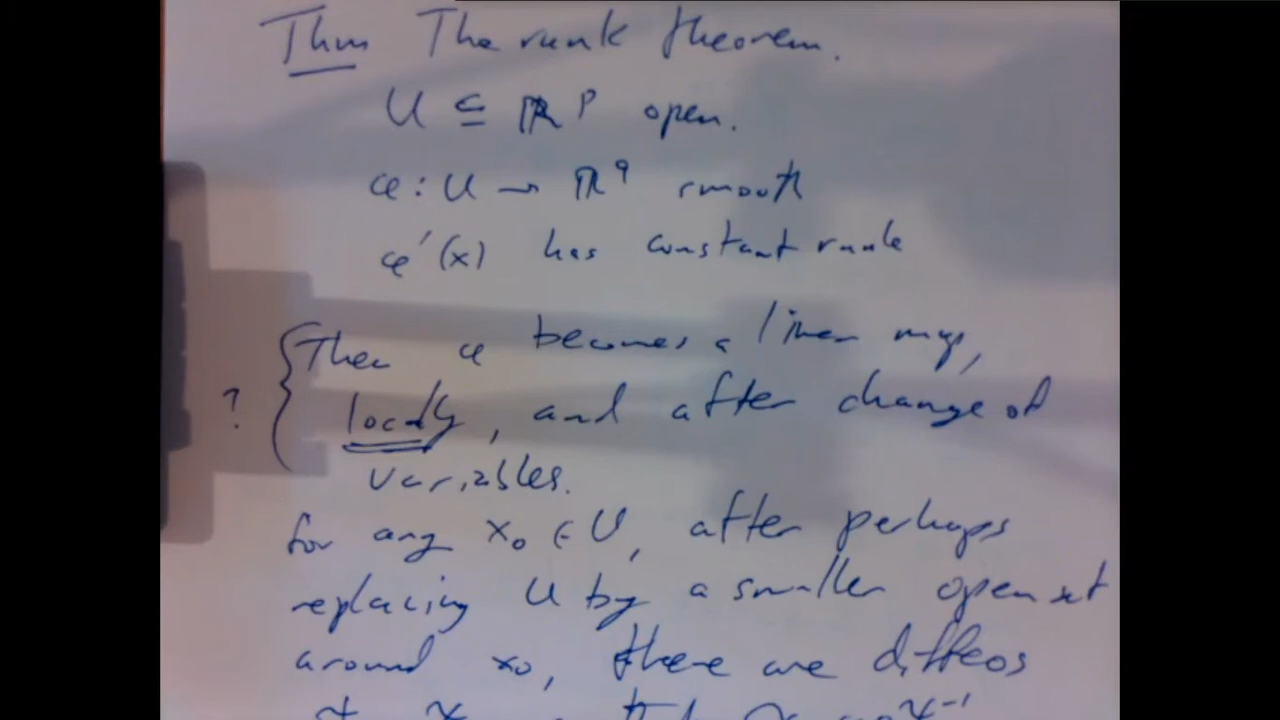 Thm The rank theorem.
U ⊆ ℝᵖ open.
φ: U → ℝ^q smooth
φ'(x) has constant rank
Then φ becomes a linear map,
? locally, and after change of
variables.
for any x₀ ∈ U, after perhaps
replacing U by a smaller open set
around x₀, there are diffeos